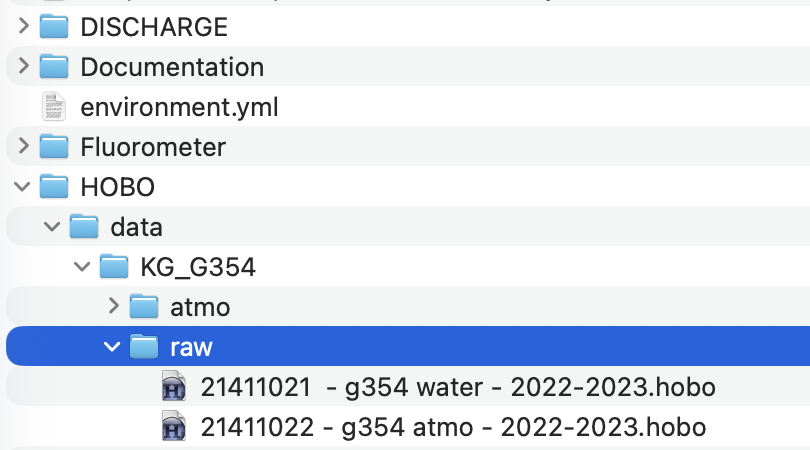 DISCHARGE
Documentation
environment.yml
Fluorometer
HOBO
data
KG_G354
atmo
raw
21411021  - g354 water - 2022-2023.hobo
21411022 - g354 atmo - 2022-2023.hobo